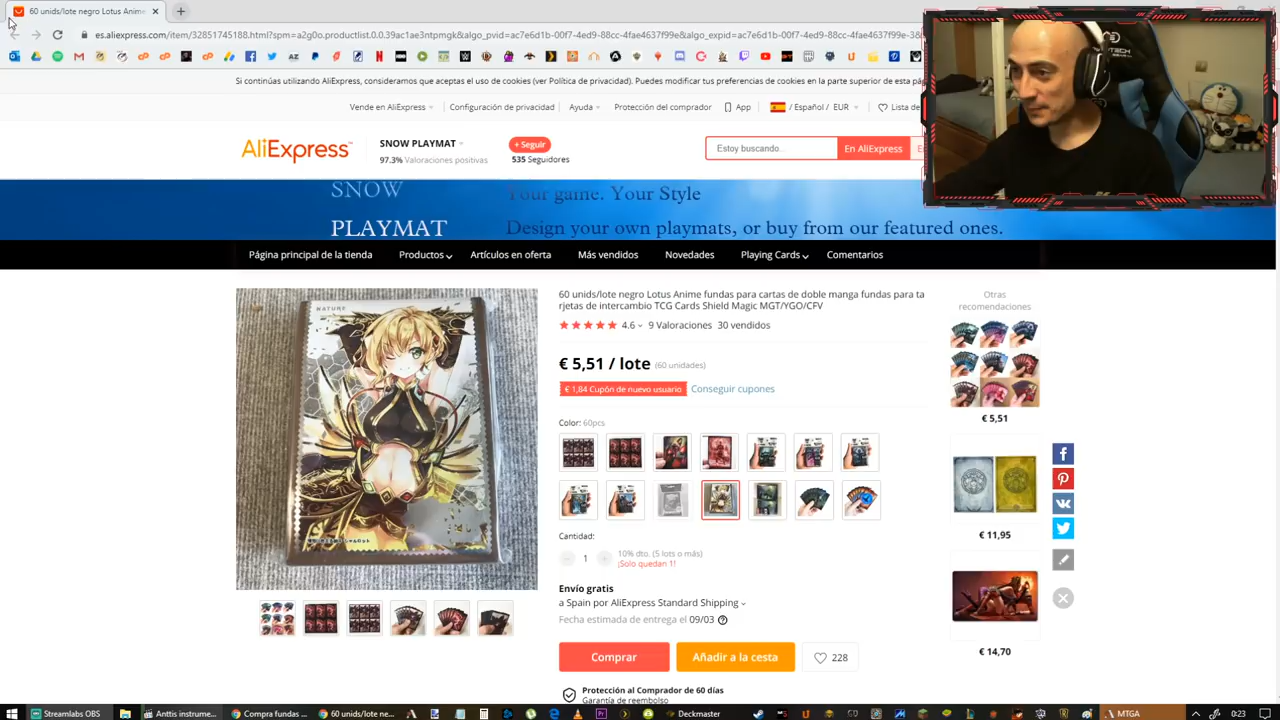 60 unids/lote negro Lotus Anime
es.aliexpress.com/item/32851745188.html?spm=a2g0o.productlist.0.0.39ac1ae3mtpmxk&algo_pvid=ac7e6d1b-00f7-4ed9-88cc-4f4637f99e&algo_expid=ac7e6d1b-00f7-4ed9-88cc-4f4637f99e-3&
Si continúas utilizando AliExpress, consideramos que aceptas el uso de cookies (ver Política de privacidad). Puedes modificar tus preferencias de cookies en la parte superior de esta
Vende en AliExpress Configuración de privacidad Ayuda Protección del comprador App / Español / EUR Lista de
AliExpress SNOW PLAYMAT + Seguir Estoy buscando... En AliExpress
97.3% Valoraciones positivas 535 Seguidores
SNOW Your game. Your Style
PLAYMAT Design your own playmats, or buy from our featured ones.
Página principal de la tienda Productos Artículos en oferta Más vendidos Novedades Playing Cards Comentarios
60 unids/lote negro Lotus Anime fundas para cartas de doble manga fundas para ta
rjetas de intercambio TCG Cards Shield Magic MGT/YGO/CFV
4.6 9 Valoraciones 30 vendidos
€ 5,51 / lote (60 unidades)
€ 1,84 Cupón de nuevo usuario Conseguir cupones
Color: 60pcs
Cantidad:
1 10% dto. (5 lots o más)
¡Solo quedan 1!
Envío gratis
a Spain por AliExpress Standard Shipping
Fecha estimada de entrega el 09/03
Comprar Añadir a la cesta 228
Protección al Comprador de 60 días
Garantía de reembolso
Otras
recomendaciones
€ 5,51
€ 11,95
€ 14,70
Streamlabs OBS Anttis instrume... Compra fundas ... 60 unids/lote ne... Deckmaster MTGA 0:23